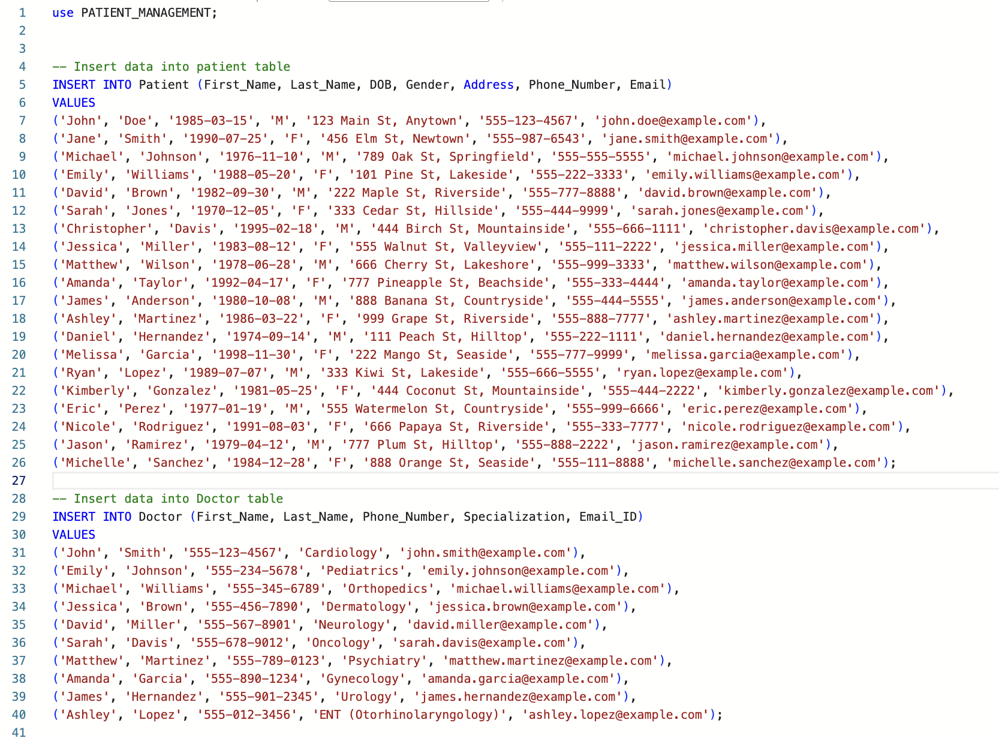 1 use PATIENT_MANAGEMENT;
2
3
4 -- Insert data into patient table
5 INSERT INTO Patient (First_Name, Last_Name, DOB, Gender, Address, Phone_Number, Email)
6 VALUES
7 ('John', 'Doe', '1985-03-15', 'M', '123 Main St, Anytown', '555-123-4567', 'john.doe@example.com'),
8 ('Jane', 'Smith', '1990-07-25', 'F', '456 Elm St, Newtown', '555-987-6543', 'jane.smith@example.com'),
9 ('Michael', 'Johnson', '1976-11-10', 'M', '789 Oak St, Springfield', '555-555-5555', 'michael.johnson@example.com'),
10 ('Emily', 'Williams', '1988-05-20', 'F', '101 Pine St, Lakeside', '555-222-3333', 'emily.williams@example.com'),
11 ('David', 'Brown', '1982-09-30', 'M', '222 Maple St, Riverside', '555-777-8888', 'david.brown@example.com'),
12 ('Sarah', 'Jones', '1970-12-05', 'F', '333 Cedar St, Hillside', '555-444-9999', 'sarah.jones@example.com'),
13 ('Christopher', 'Davis', '1995-02-18', 'M', '444 Birch St, Mountainside', '555-666-1111', 'christopher.davis@example.com'),
14 ('Jessica', 'Miller', '1983-08-12', 'F', '555 Walnut St, Valleyview', '555-111-2222', 'jessica.miller@example.com'),
15 ('Matthew', 'Wilson', '1978-06-28', 'M', '666 Cherry St, Lakeshore', '555-999-3333', 'matthew.wilson@example.com'),
16 ('Amanda', 'Taylor', '1992-04-17', 'F', '777 Pineapple St, Beachside', '555-333-4444', 'amanda.taylor@example.com'),
17 ('James', 'Anderson', '1980-10-08', 'M', '888 Banana St, Countryside', '555-444-5555', 'james.anderson@example.com'),
18 ('Ashley', 'Martinez', '1986-03-22', 'F', '999 Grape St, Riverside', '555-888-7777', 'ashley.martinez@example.com'),
19 ('Daniel', 'Hernandez', '1974-09-14', 'M', '111 Peach St, Hilltop', '555-222-1111', 'daniel.hernandez@example.com'),
20 ('Melissa', 'Garcia', '1998-11-30', 'F', '222 Mango St, Seaside', '555-777-9999', 'melissa.garcia@example.com'),
21 ('Ryan', 'Lopez', '1989-07-07', 'M', '333 Kiwi St, Lakeside', '555-666-5555', 'ryan.lopez@example.com'),
22 ('Kimberly', 'Gonzalez', '1981-05-25', 'F', '444 Coconut St, Mountainside', '555-444-2222', 'kimberly.gonzalez@example.com'),
23 ('Eric', 'Perez', '1977-01-19', 'M', '555 Watermelon St, Countryside', '555-999-6666', 'eric.perez@example.com'),
24 ('Nicole', 'Rodriguez', '1991-08-03', 'F', '666 Papaya St, Riverside', '555-333-7777', 'nicole.rodriguez@example.com'),
25 ('Jason', 'Ramirez', '1979-04-12', 'M', '777 Plum St, Hilltop', '555-888-2222', 'jason.ramirez@example.com'),
26 ('Michelle', 'Sanchez', '1984-12-28', 'F', '888 Orange St, Seaside', '555-111-8888', 'michelle.sanchez@example.com');
27
28 -- Insert data into Doctor table
29 INSERT INTO Doctor (First_Name, Last_Name, Phone_Number, Specialization, Email_ID)
30 VALUES
31 ('John', 'Smith', '555-123-4567', 'Cardiology', 'john.smith@example.com'),
32 ('Emily', 'Johnson', '555-234-5678', 'Pediatrics', 'emily.johnson@example.com'),
33 ('Michael', 'Williams', '555-345-6789', 'Orthopedics', 'michael.williams@example.com'),
34 ('Jessica', 'Brown', '555-456-7890', 'Dermatology', 'jessica.brown@example.com'),
35 ('David', 'Miller', '555-567-8901', 'Neurology', 'david.miller@example.com'),
36 ('Sarah', 'Davis', '555-678-9012', 'Oncology', 'sarah.davis@example.com'),
37 ('Matthew', 'Martinez', '555-789-0123', 'Psychiatry', 'matthew.martinez@example.com'),
38 ('Amanda', 'Garcia', '555-890-1234', 'Gynecology', 'amanda.garcia@example.com'),
39 ('James', 'Hernandez', '555-901-2345', 'Urology', 'james.hernandez@example.com'),
40 ('Ashley', 'Lopez', '555-012-3456', 'ENT (Otorhinolaryngology)', 'ashley.lopez@example.com');
41